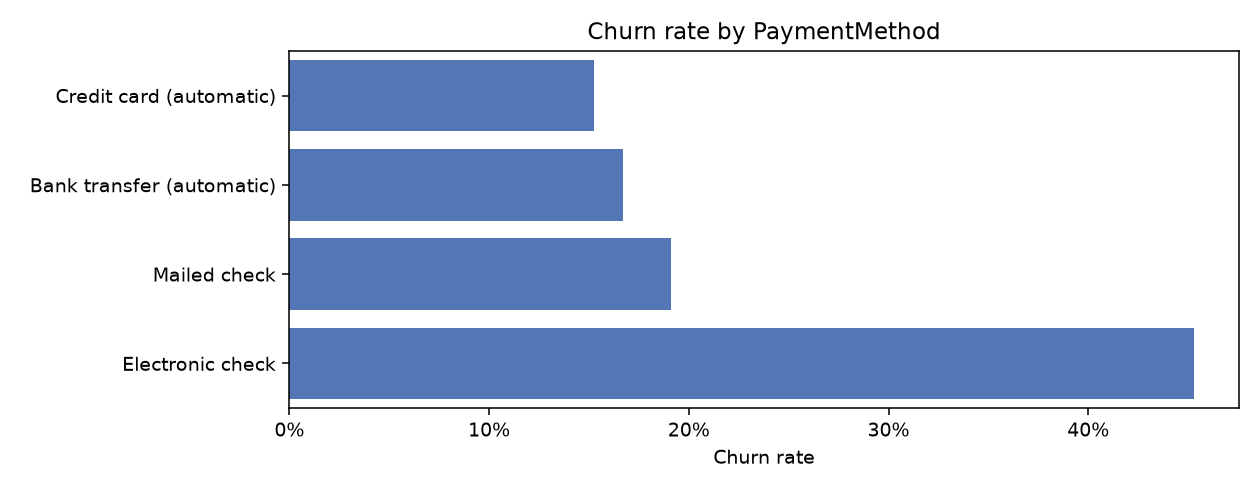 Churn rate by PaymentMethod
Credit card (automatic)
Bank transfer (automatic)
Mailed check
Electronic check
0% 10% 20% 30% 40%
Churn rate